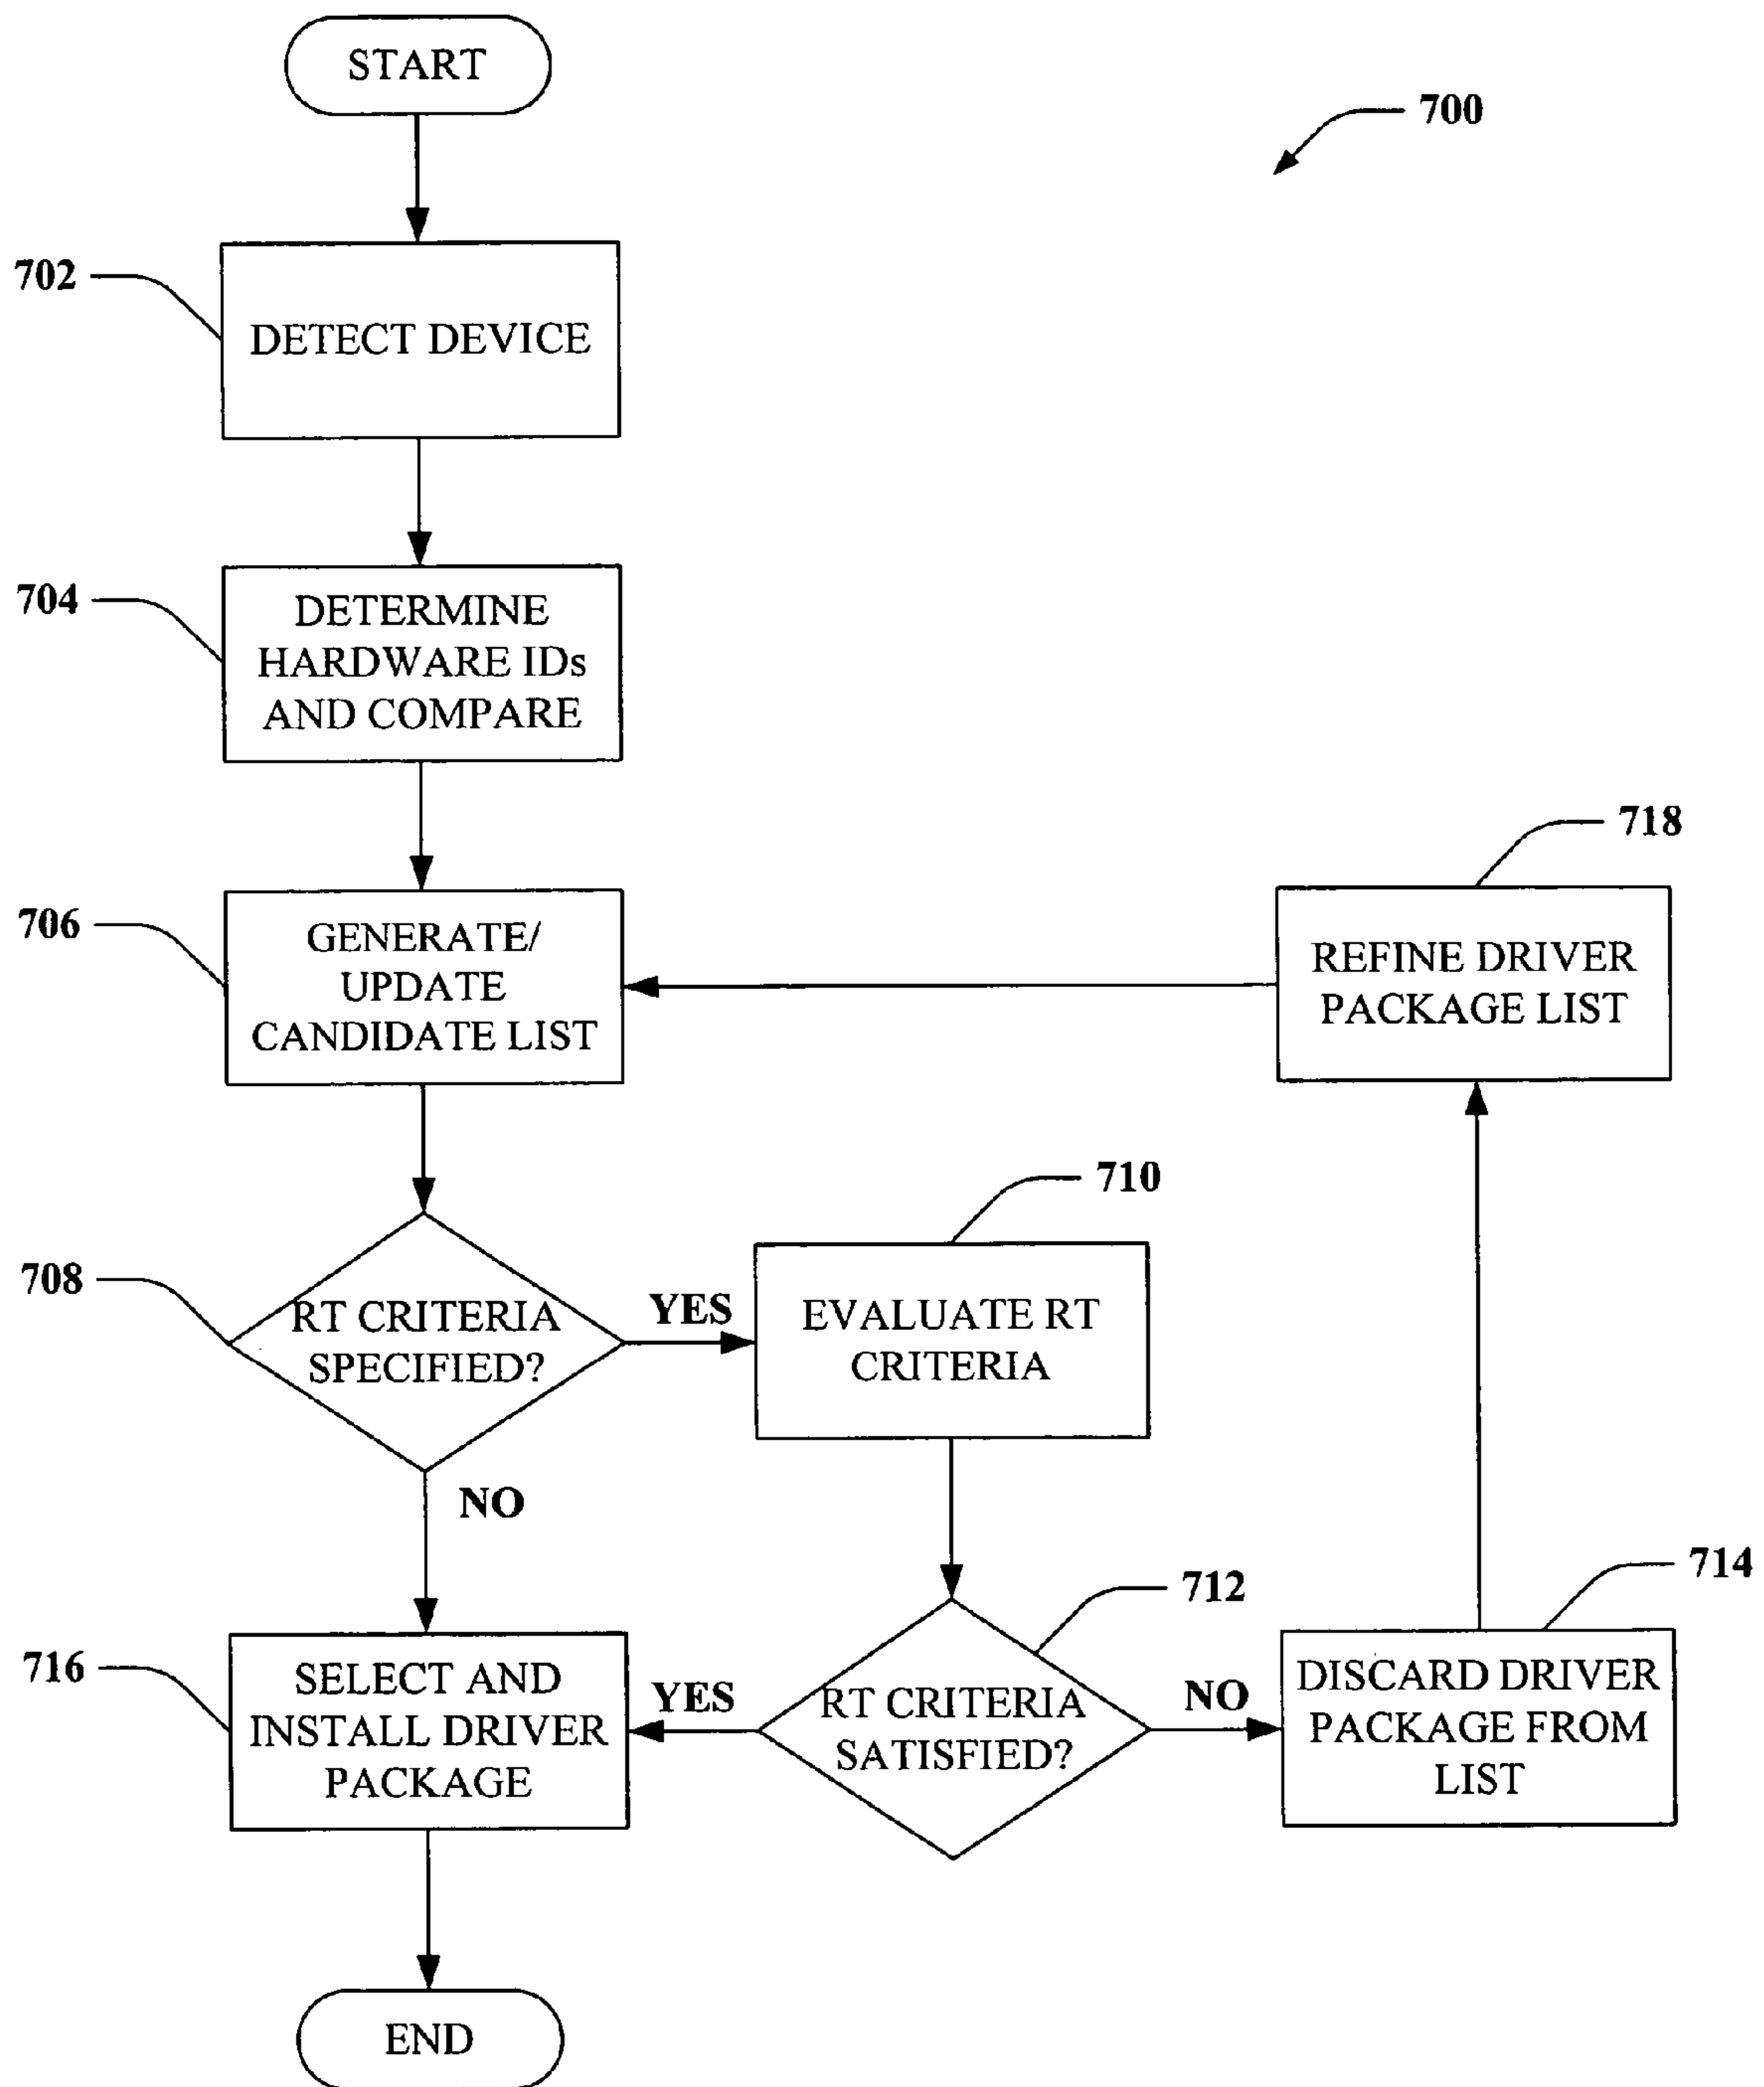 START
700
702
DETECT DEVICE
704
DETERMINE
HARDWARE IDs
AND COMPARE
706
GENERATE/
UPDATE
CANDIDATE LIST
718
REFINE DRIVER
PACKAGE LIST
708
RT CRITERIA
SPECIFIED?
YES
NO
710
EVALUATE RT
CRITERIA
712
RT CRITERIA
SATISFIED?
YES
NO
714
DISCARD DRIVER
PACKAGE FROM
LIST
716
SELECT AND
INSTALL DRIVER
PACKAGE
END